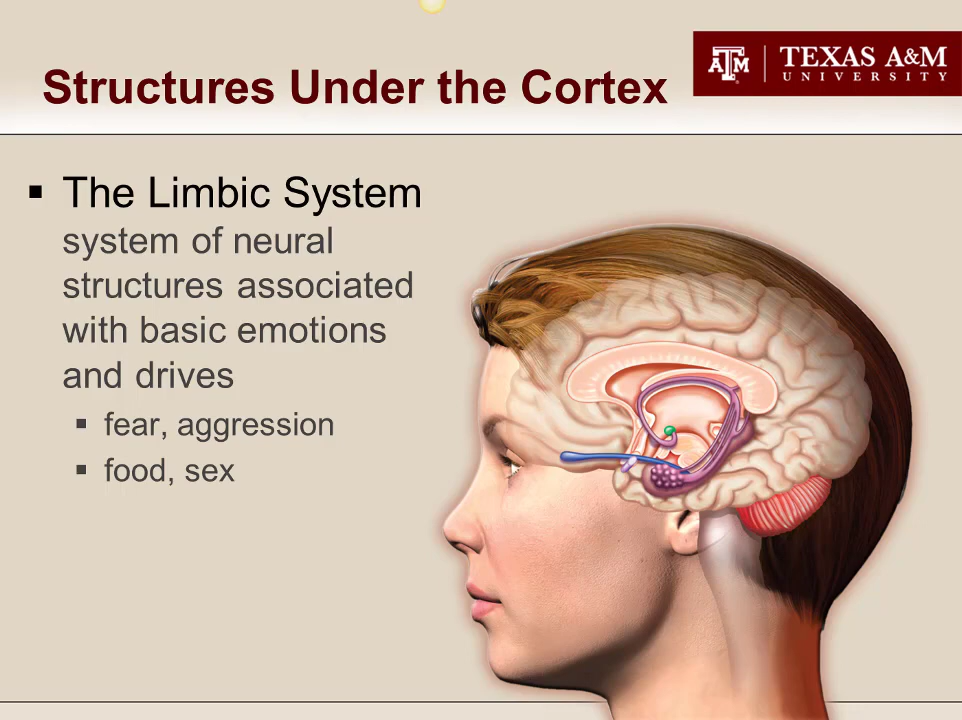 Structures Under the Cortex
ATM
TEXAS A&M
UNIVERSITY
The Limbic System
system of neural
structures associated
with basic emotions
and drives
fear, aggression
food, sex